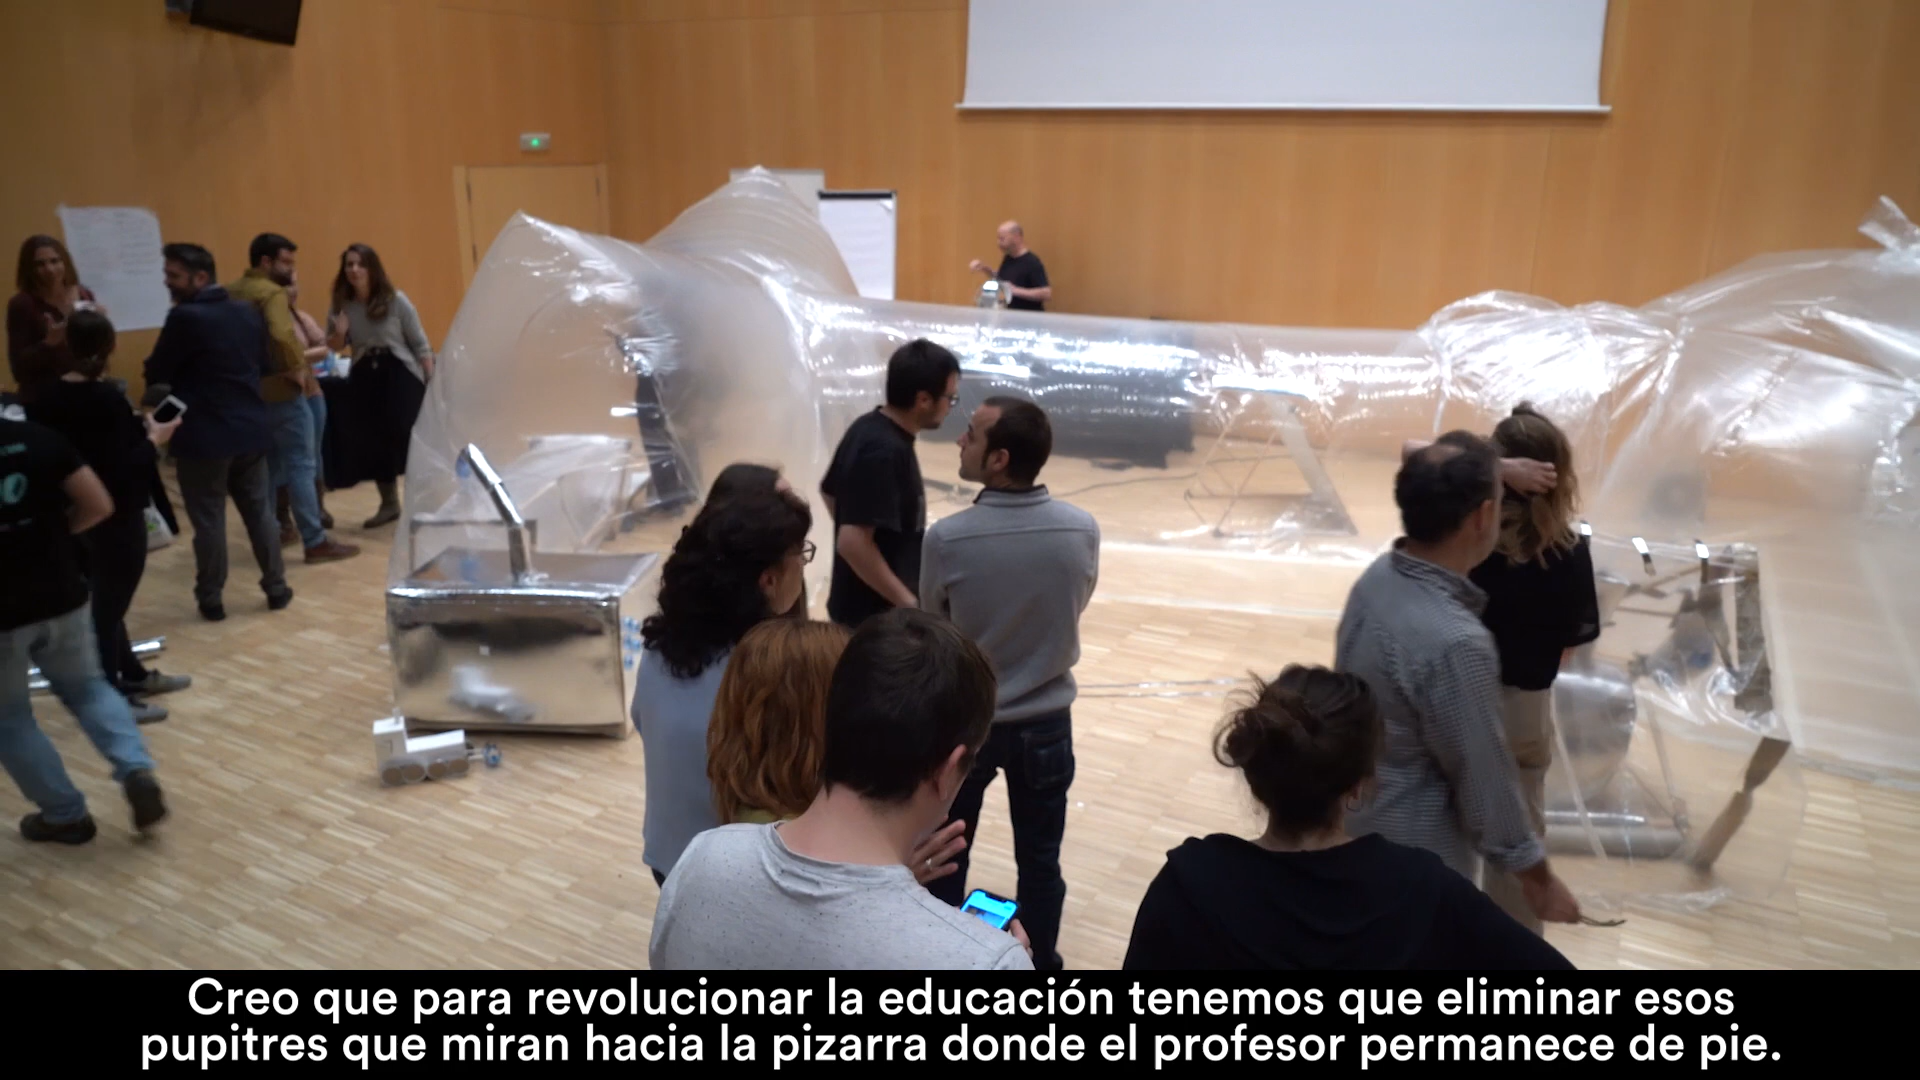 Creo que para revolucionar la educación tenemos que eliminar esos
pupitres que miran hacia la pizarra donde el profesor permanece de pie.